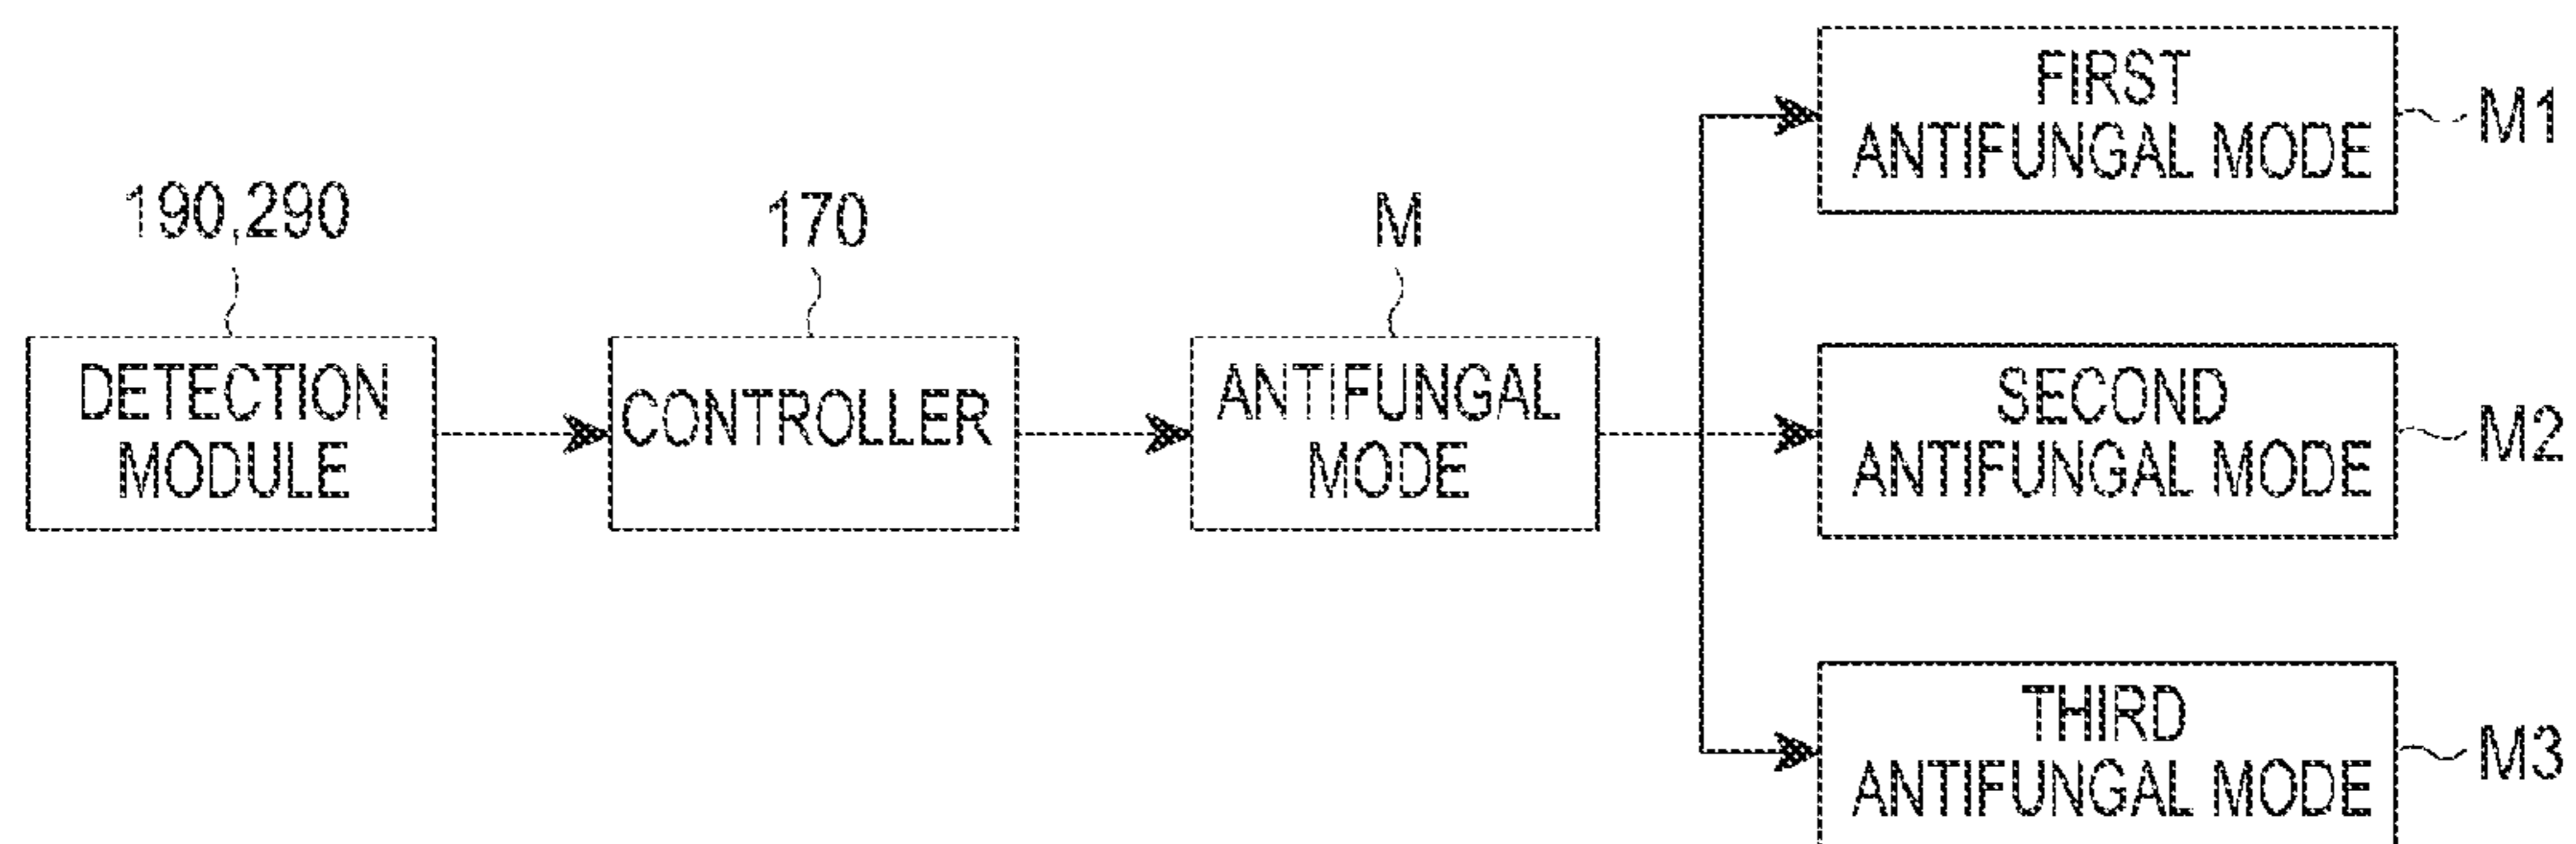 190,290
DETECTION
MODULE
170
CONTROLLER
M
ANTIFUNGAL
MODE
FIRST
ANTIFUNGAL MODE
M1
SECOND
ANTIFUNGAL MODE
M2
THIRD
ANTIFUNGAL MODE
M3